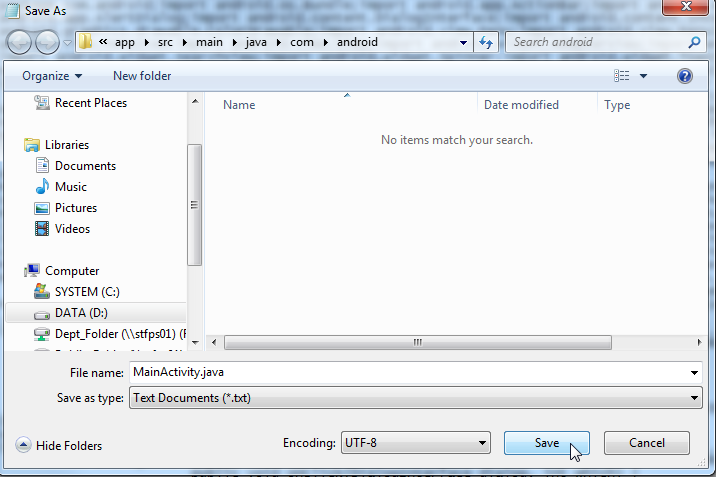 Save As
« app ▸ src ▸ main ▸ java ▸ com ▸ android
Search android
Organize
New folder
Recent Places
Libraries
Documents
Music
Pictures
Videos
Computer
SYSTEM (C:)
DATA (D:)
Dept_Folder (\\stfps01) (F
Name
Date modified
Type
No items match your search.
File name: MainActivity.java
Save as type: Text Documents (*.txt)
Hide Folders
Encoding: UTF-8
Save
Cancel